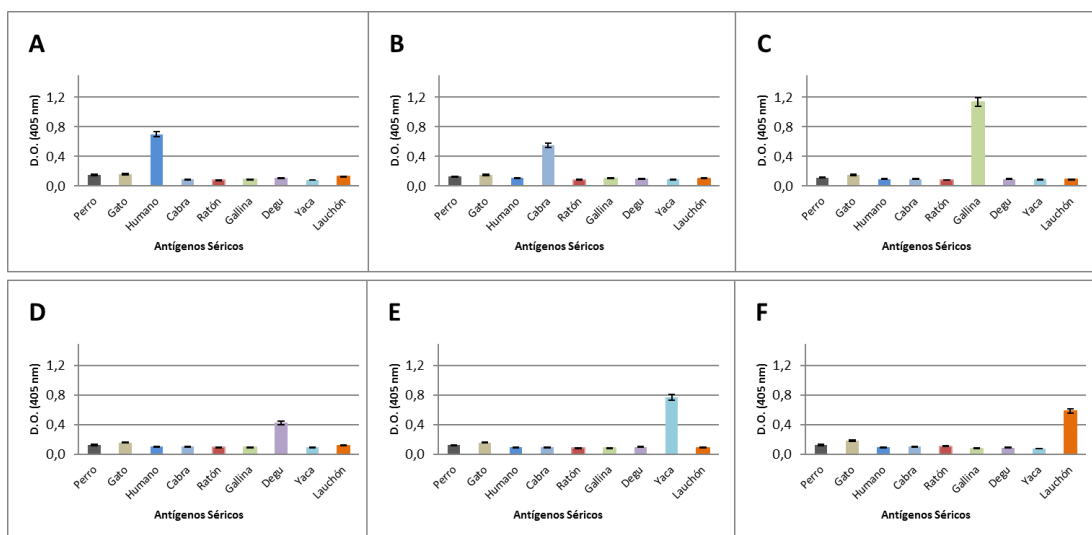 A
D.O. (405 nm)
1,2
0,8
0,4
0,0
Perro
Gato
Humano
Cabra
Ratón
Gallina
Degu
Yaca
Lauchón
Antígenos Séricos
B
D.O. (405 nm)
1,2
0,8
0,4
0,0
Perro
Gato
Humano
Cabra
Ratón
Gallina
Degu
Yaca
Lauchón
Antígenos Séricos
C
D.O. (405 nm)
1,2
0,8
0,4
0,0
Perro
Gato
Humano
Cabra
Ratón
Gallina
Degu
Yaca
Lauchón
Antígenos Séricos
D
D.O. (405 nm)
1,2
0,8
0,4
0,0
Perro
Gato
Humano
Cabra
Ratón
Gallina
Degu
Yaca
Lauchón
Antígenos Séricos
E
D.O. (405 nm)
1,2
0,8
0,4
0,0
Perro
Gato
Humano
Cabra
Ratón
Gallina
Degu
Yaca
Lauchón
Antígenos Séricos
F
D.O. (405 nm)
1,2
0,8
0,4
0,0
Perro
Gato
Humano
Cabra
Ratón
Gallina
Degu
Yaca
Lauchón
Antígenos Séricos